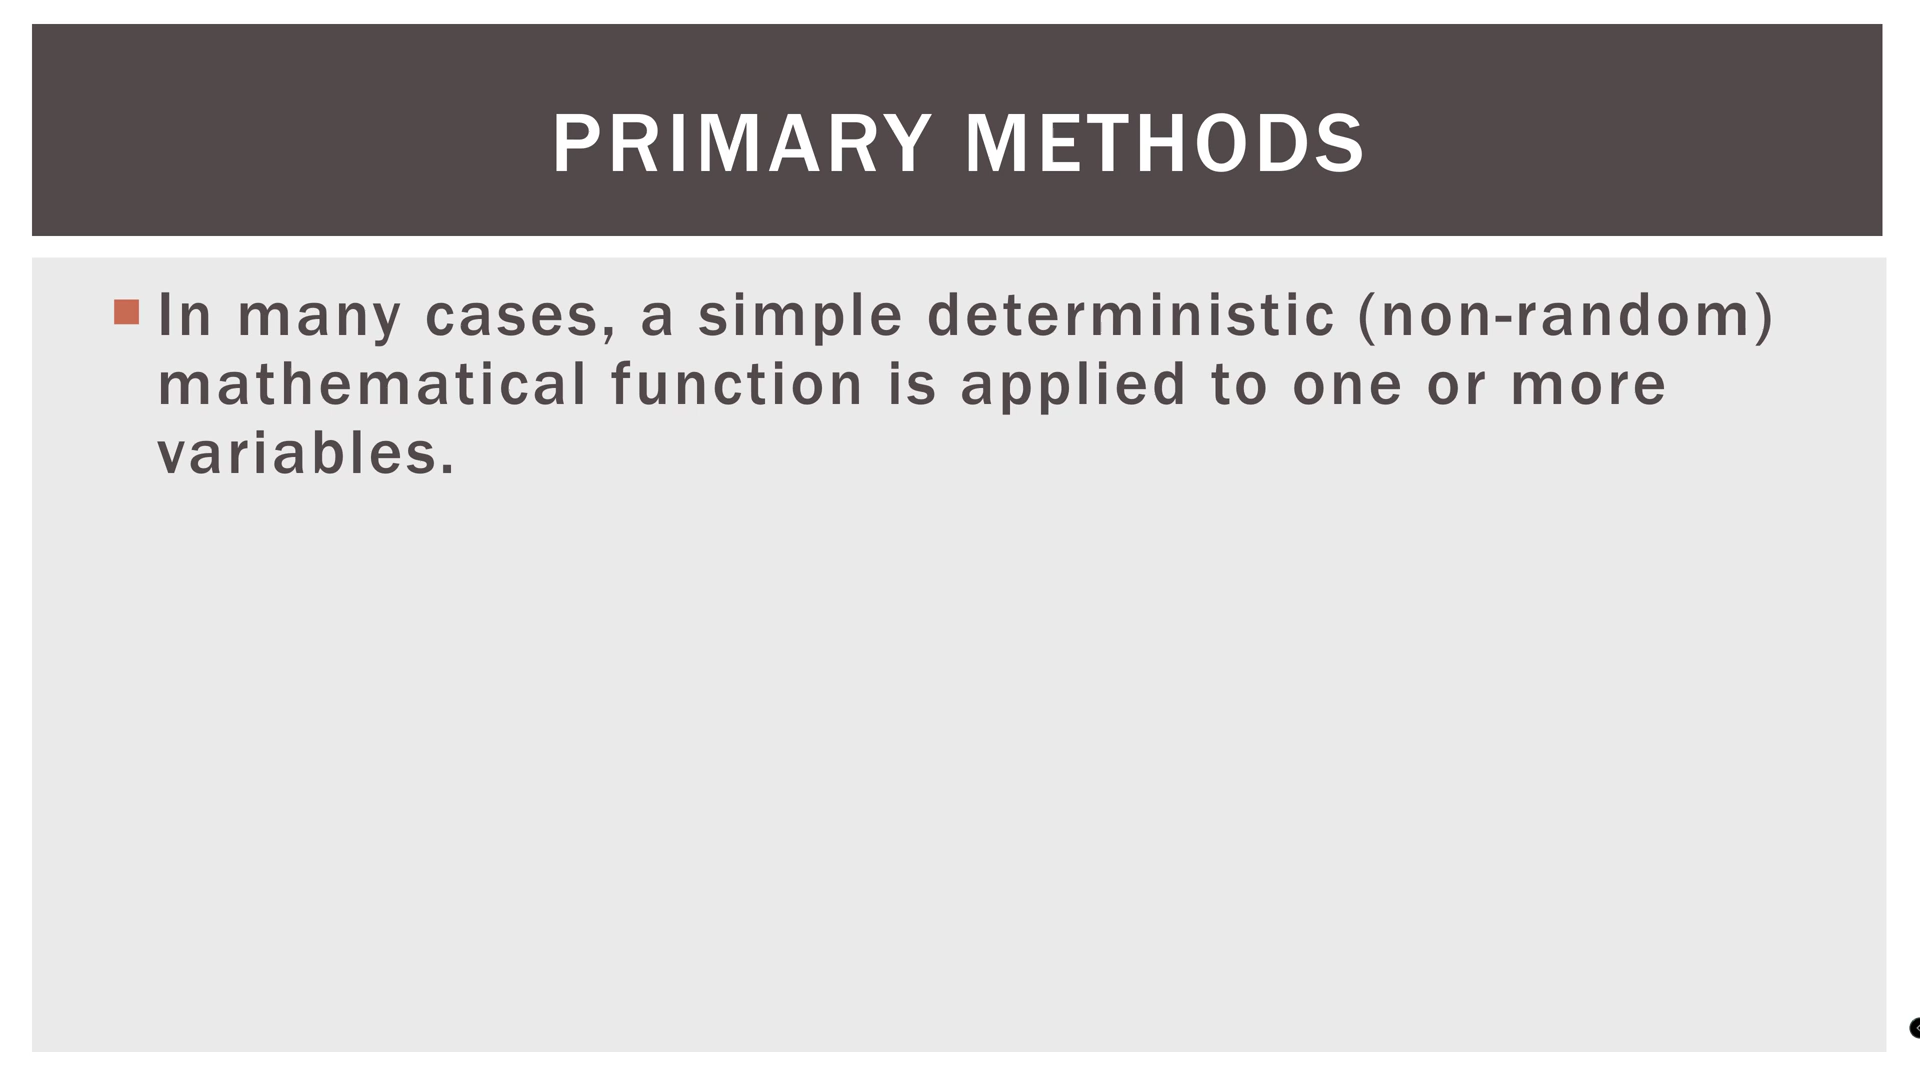 PRIMARY METHODS
In many cases, a simple deterministic (non-random)
mathematical function is applied to one or more
variables.